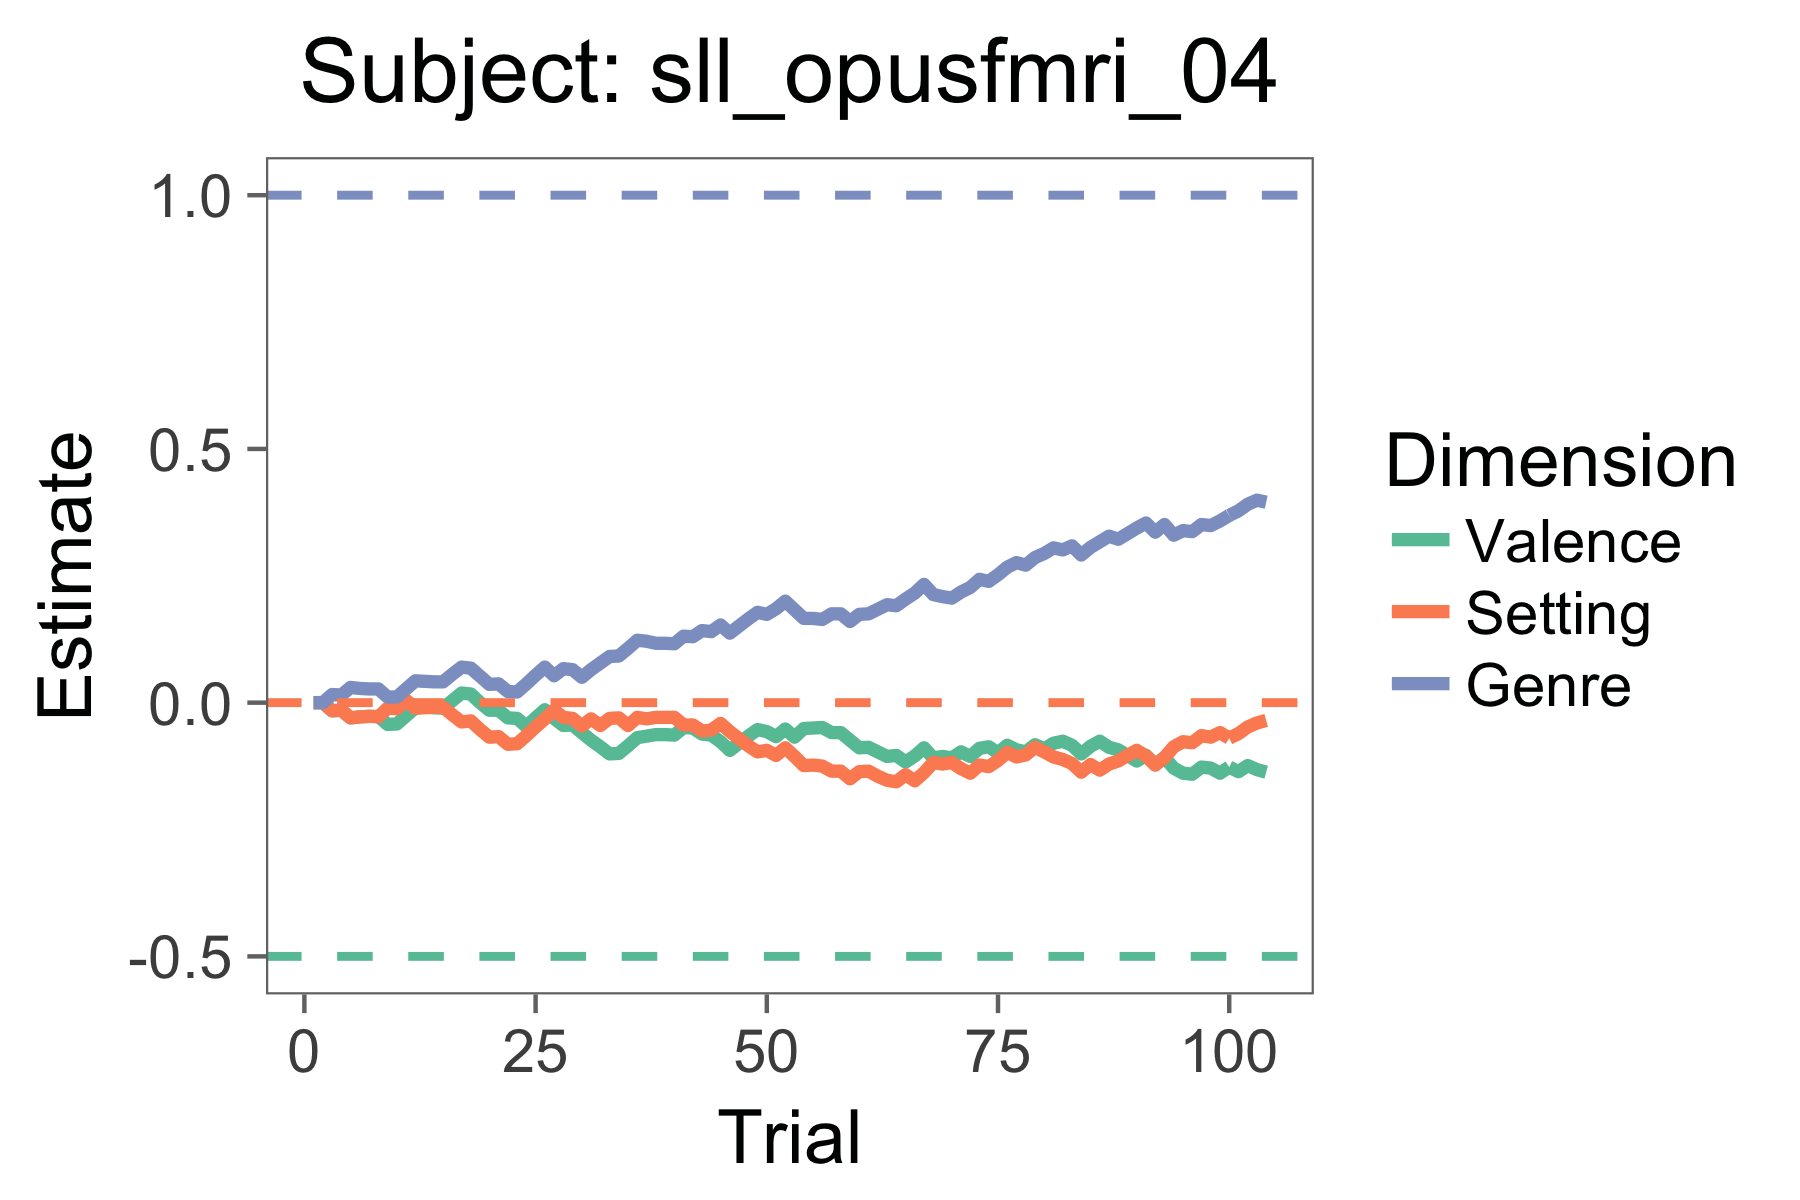 Subject: sll_opusfmri_04
1.0
0.5
0.0
-0.5
Estimate
0 25 50 75 100
Trial
Dimension
Valence
Setting
Genre